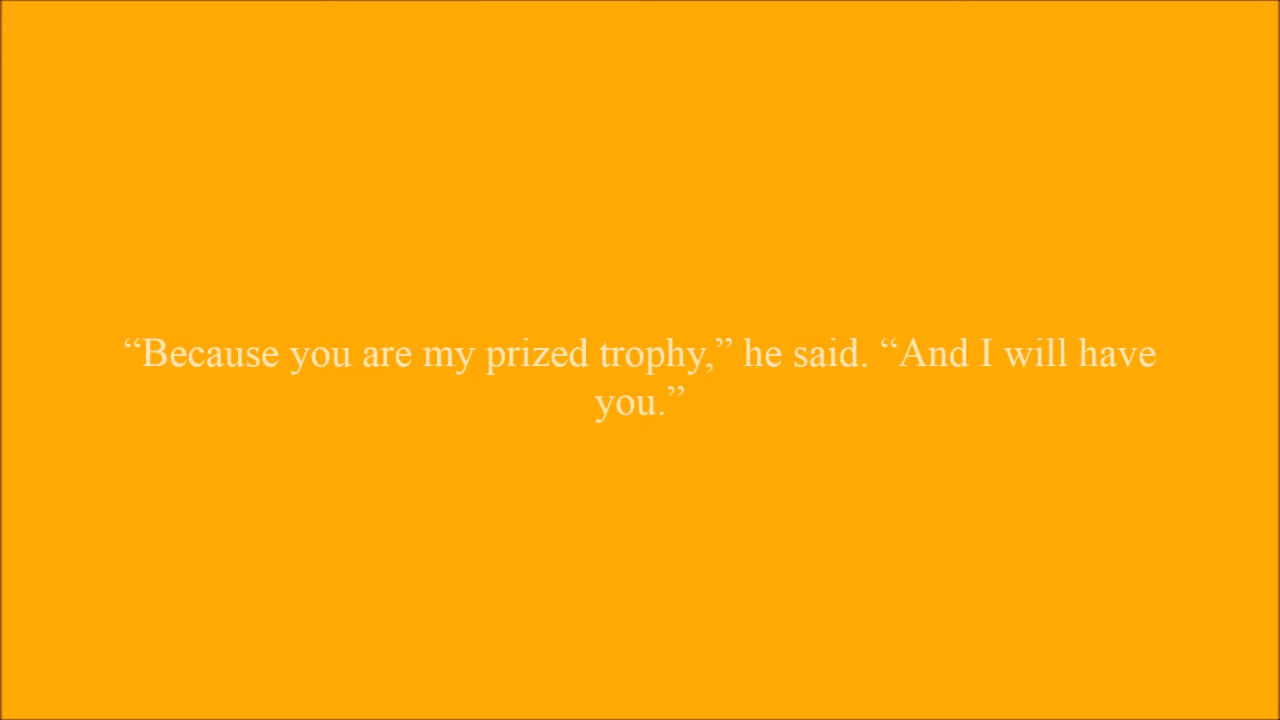 “Because you are my prized trophy,” he said. “And I will have
you.”